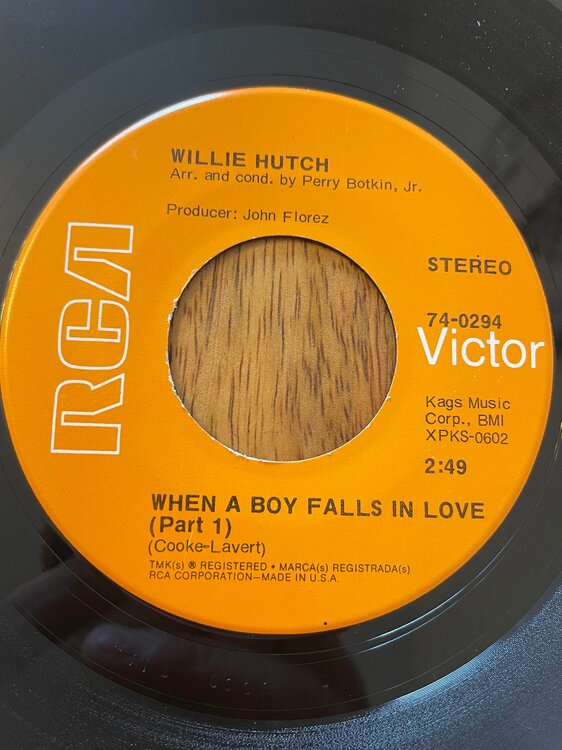 WILLIE HUTCH
Arr. and cond. by Perry Botkin, Jr.
Producer: John Florez
RCA
STEREO
74-0294
Victor
Kags Music
Corp., BMI
XPKS-0602
2:49
WHEN A BOY FALLS IN LOVE
(Part 1)
(Cooke-Lavert)
TMK(s) ® REGISTERED • MARCA(s) REGISTRADA(s)
RCA CORPORATION—MADE IN U.S.A.